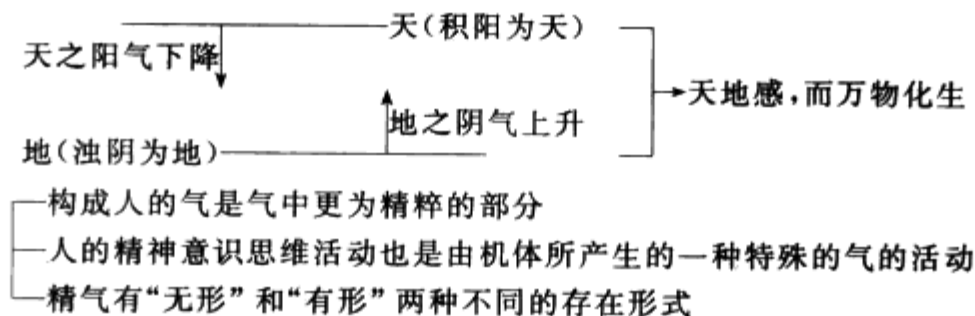 天(积阳为天)
天之阳气下降
天地感,而万物化生
地之阴气上升
地(浊阴为地)
构成人的气是气中更为精粹的部分
人的精神意识思维活动也是由机体所产生的一种特殊的气的活动
精气有“无形”和“有形”两种不同的存在形式